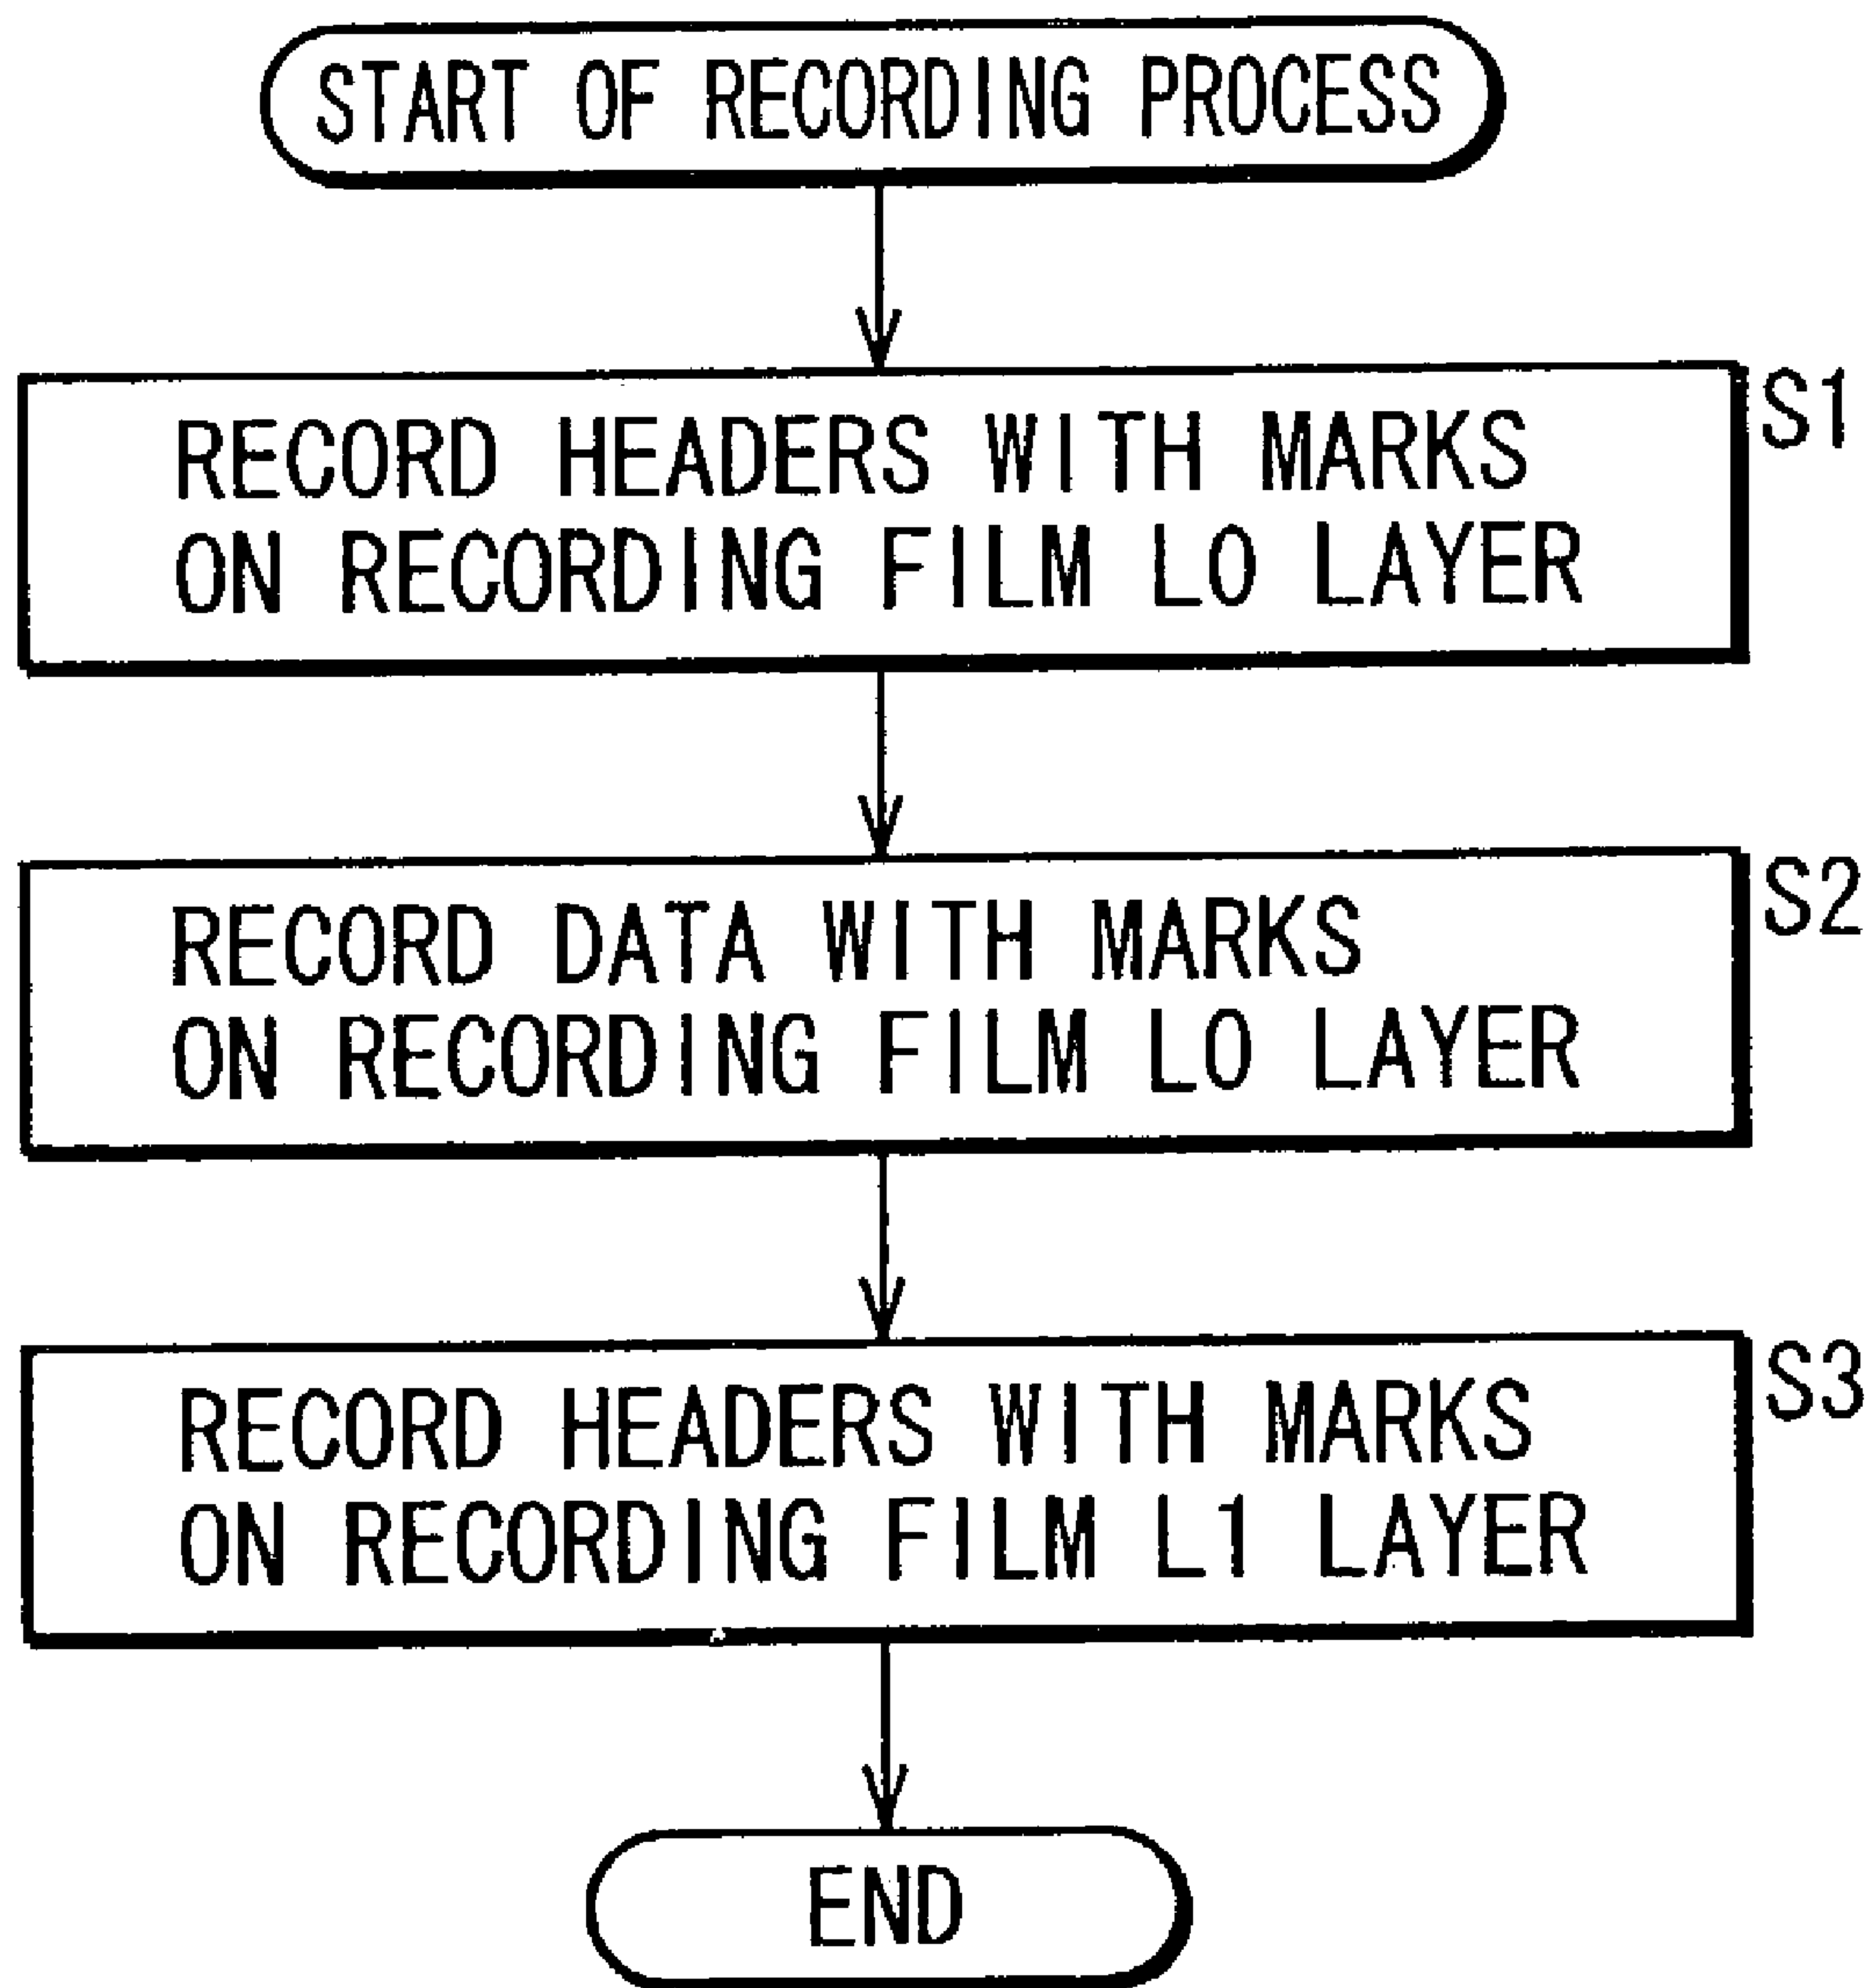 START OF RECORDING PROCESS
S1
RECORD HEADERS WITH MARKS
ON RECORDING FILM L0 LAYER
S2
RECORD DATA WITH MARKS
ON RECORDING FILM L0 LAYER
S3
RECORD HEADERS WITH MARKS
ON RECORDING FILM L1 LAYER
END